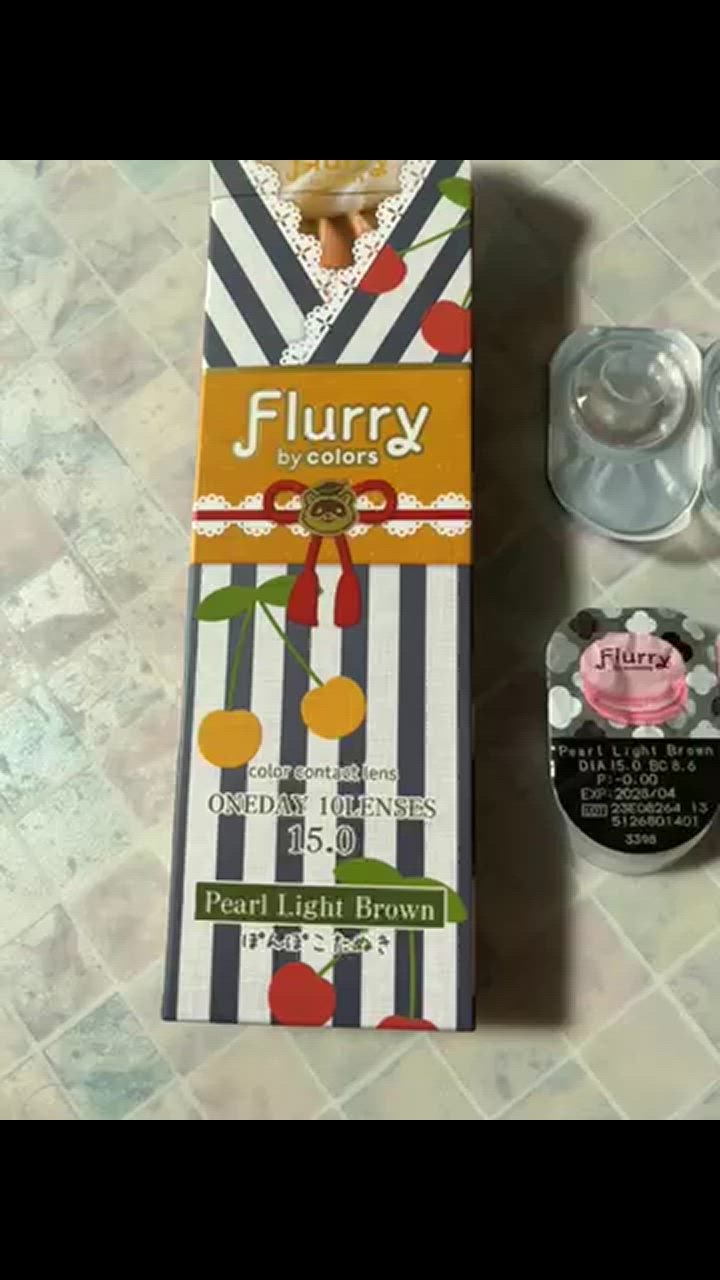 Flurry
by colors
color contact lens
ONEDAY 10LENSES
15.0
Pearl Light Brown
ぽんぽこたぬき
Flurry
Pearl Light Brown
DIA 15.0 BC 8.6
P:-0.00
EXP:2028/04
LOT 23E08264 13
5126801401
3398